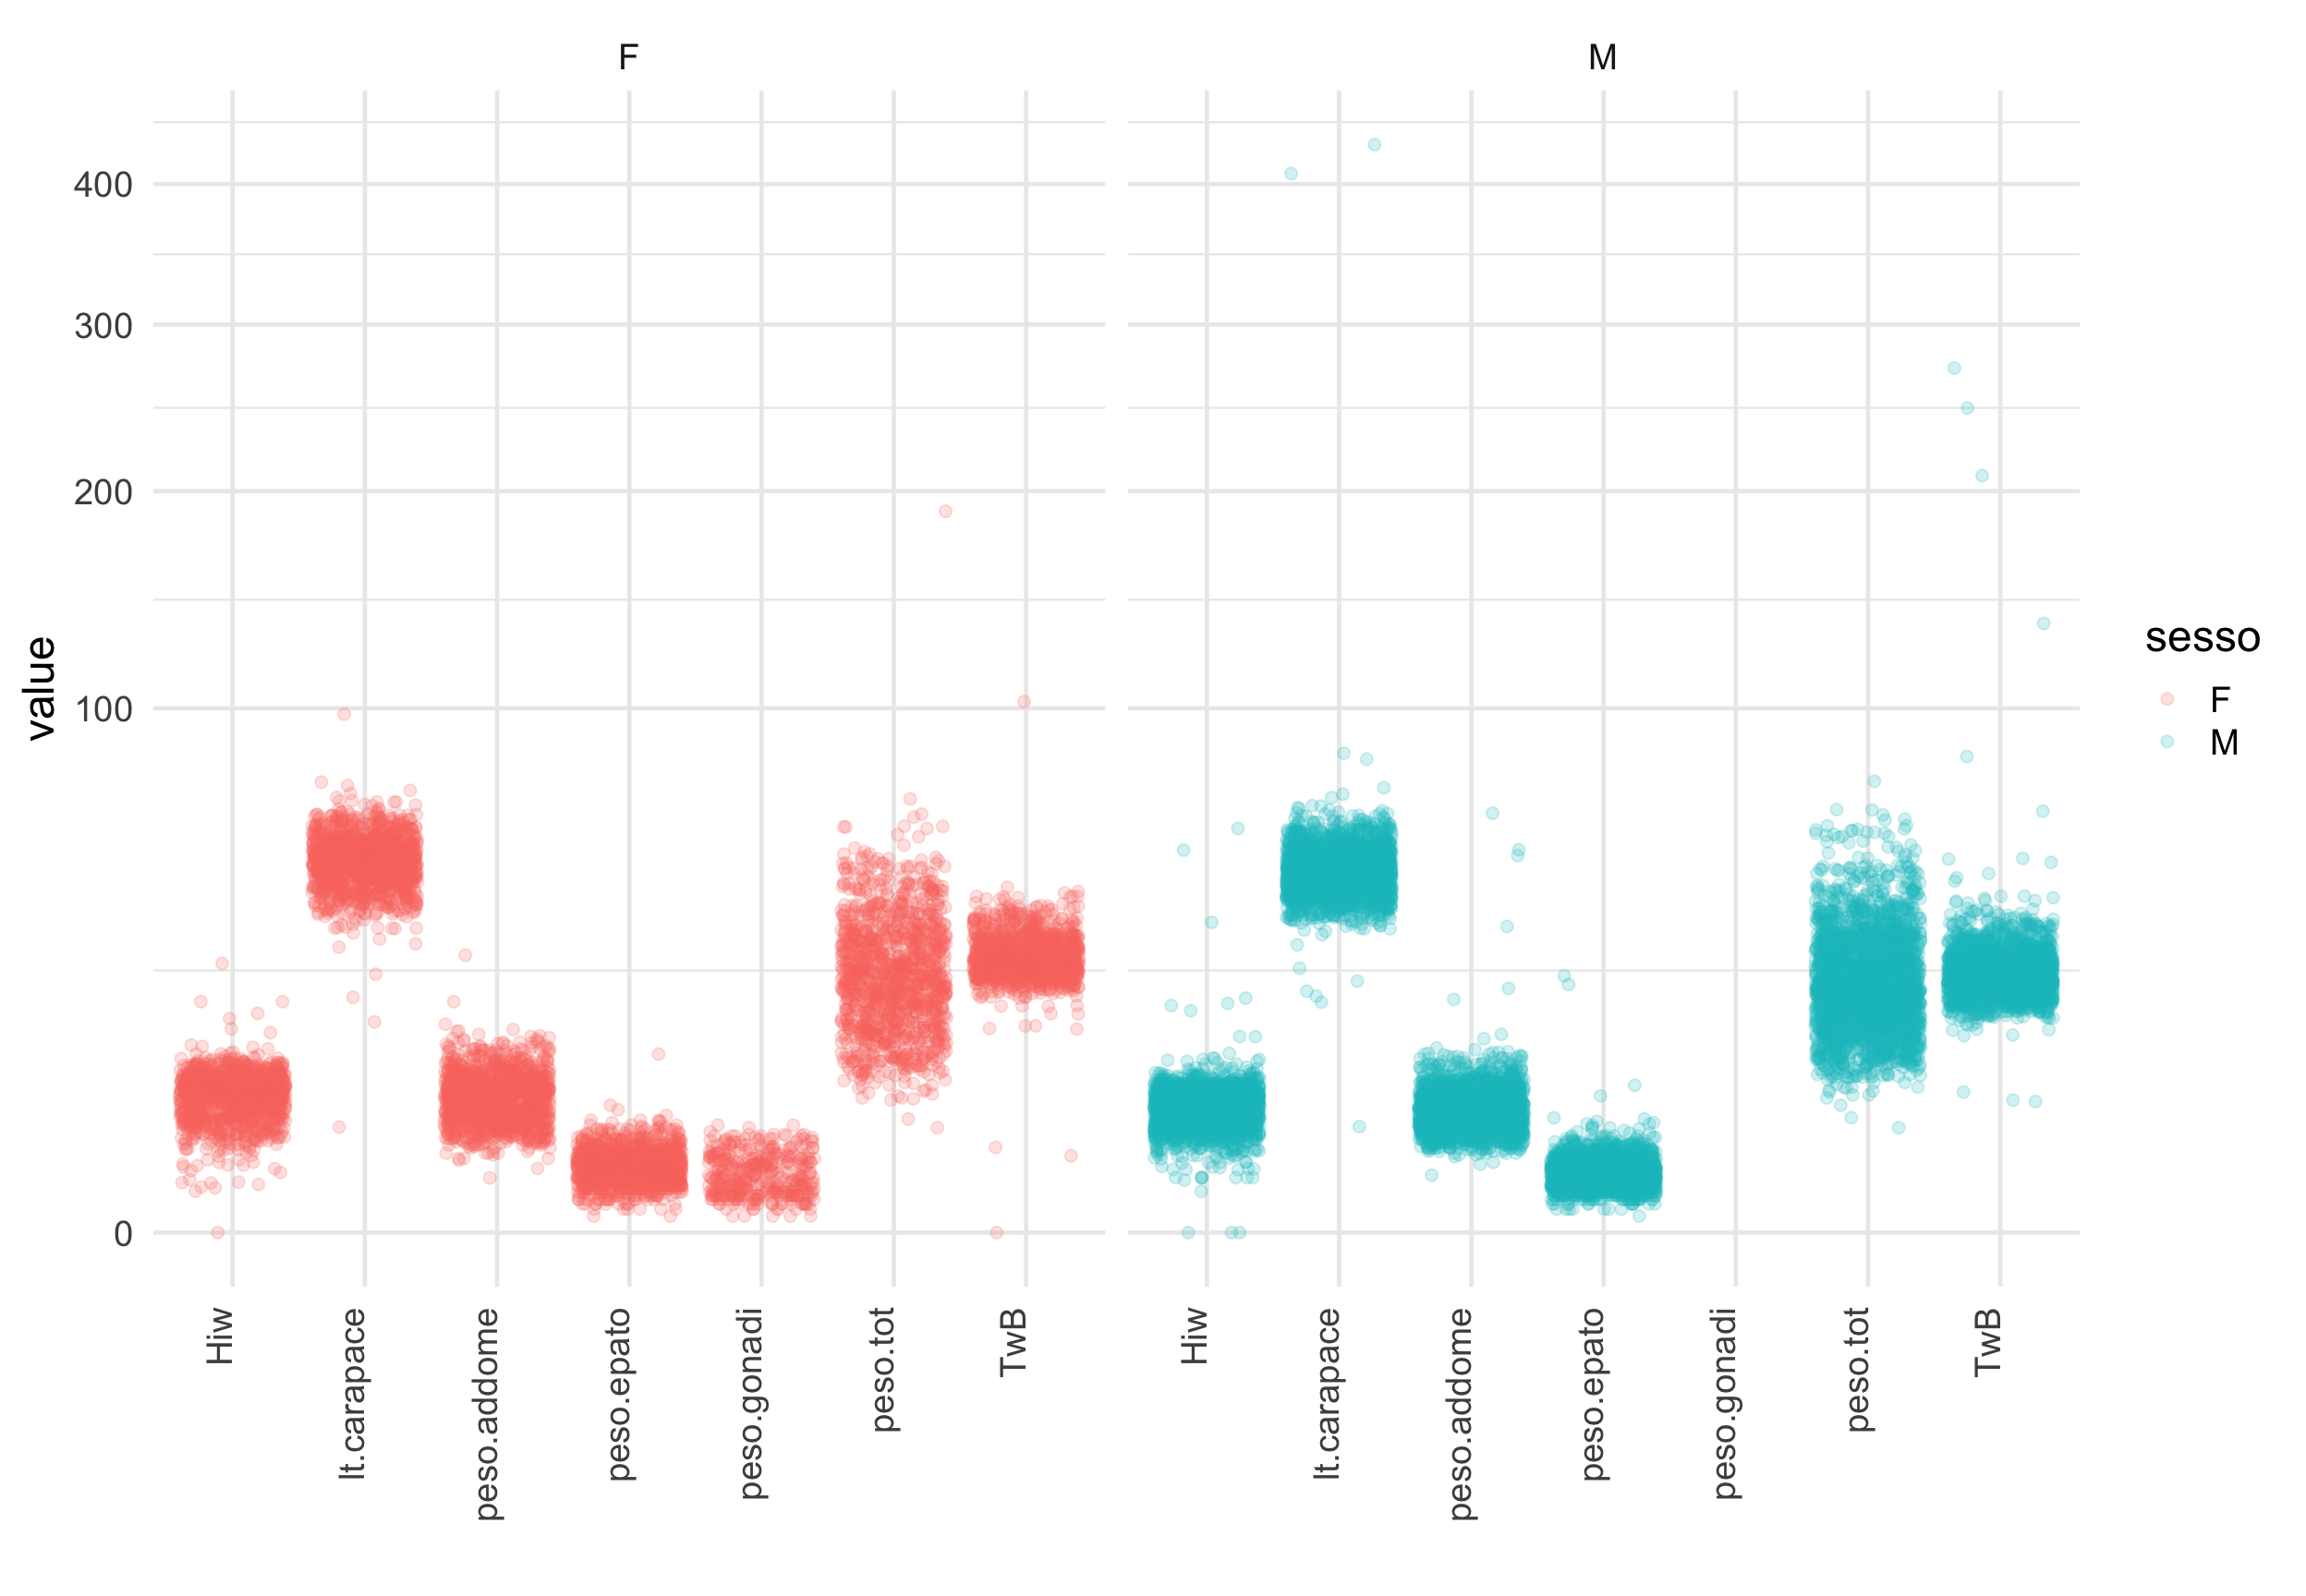 F
M
400
300
200
100
0
value
Hiw
lt.carapace
peso.addome
peso.epato
peso.gonadi
peso.tot
TwB
Hiw
lt.carapace
peso.addome
peso.epato
peso.gonadi
peso.tot
TwB
sesso
F
M